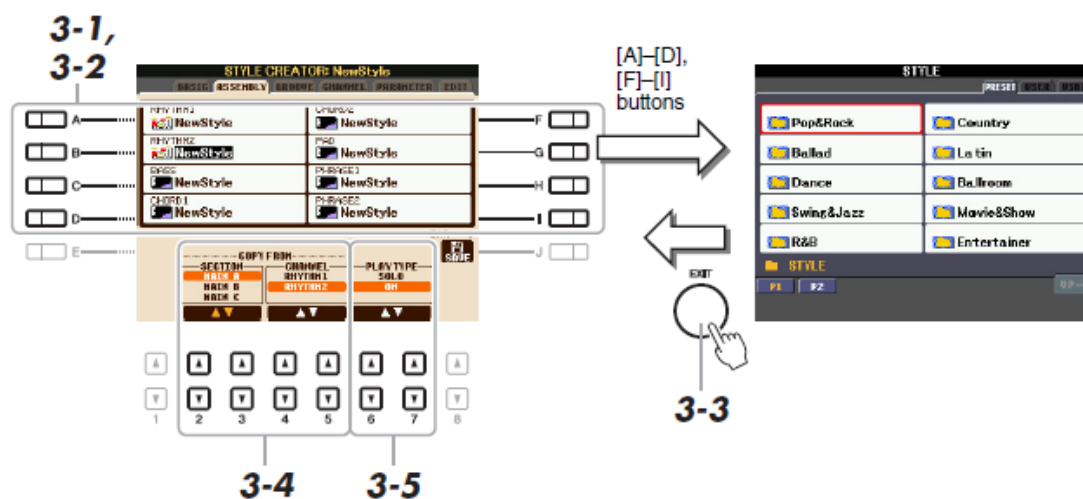 3-1,
3-2
STYLE CREATOR: NewStyle
BASIC ASSEMBLY GROOVE CHANNEL PARAMETER EDIT
RHYTHM1
NewStyle
CHORD2
NewStyle
RHYTHM2
NewStyle
PAD
NewStyle
BASS
NewStyle
PHRASE1
NewStyle
CHORD1
NewStyle
PHRASE2
NewStyle
A
B
C
D
E
F
G
H
I
J
COPY FROM
SECTION
MAIN A
MAIN B
MAIN C
CHANNEL
RHYTHM1
RHYTHM2
PLAY TYPE
SOLO
ON
SAVE
1 2 3 4 5 6 7 8
3-4
3-5
[A]–[D],
[F]–[I]
buttons
EXIT
3-3
STYLE
PRESET USER
Pop&Rock
Country
Ballad
Latin
Dance
Ballroom
Swing&Jazz
Movie&Show
R&B
Entertainer
STYLE
P1 P2
UP